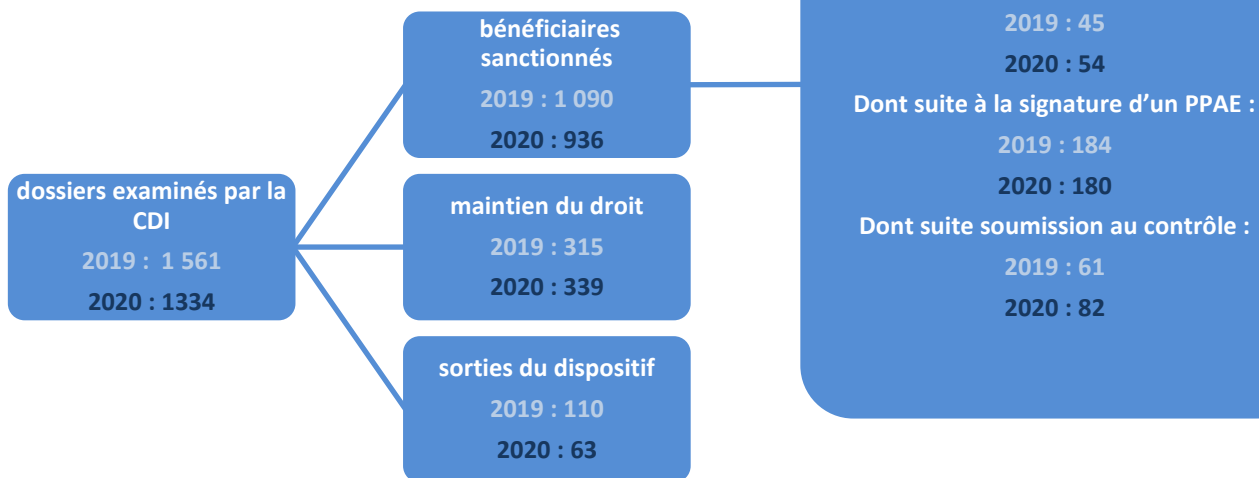 dossiers examinés par la
CDI
2019 :  1 561
2020 : 1334
bénéficiaires
sanctionnés
2019 : 1 090
2020 : 936
maintien du droit
2019 : 315
2020 : 339
sorties du dispositif
2019 : 110
2020 : 63
2019 : 45
2020 : 54
Dont suite à la signature d’un PPAE :
2019 : 184
2020 : 180
Dont suite soumission au contrôle :
2019 : 61
2020 : 82